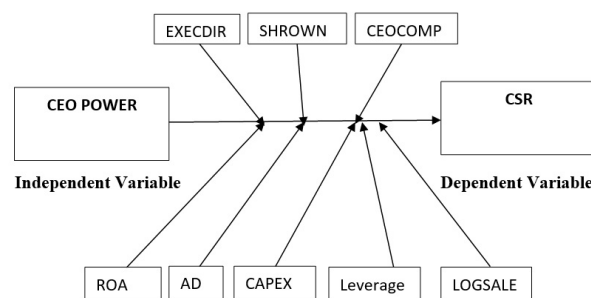 EXECDIR SHROWN CEOCOMP
CEO POWER CSR
Independent Variable Dependent Variable
ROA AD CAPEX Leverage LOGSALE